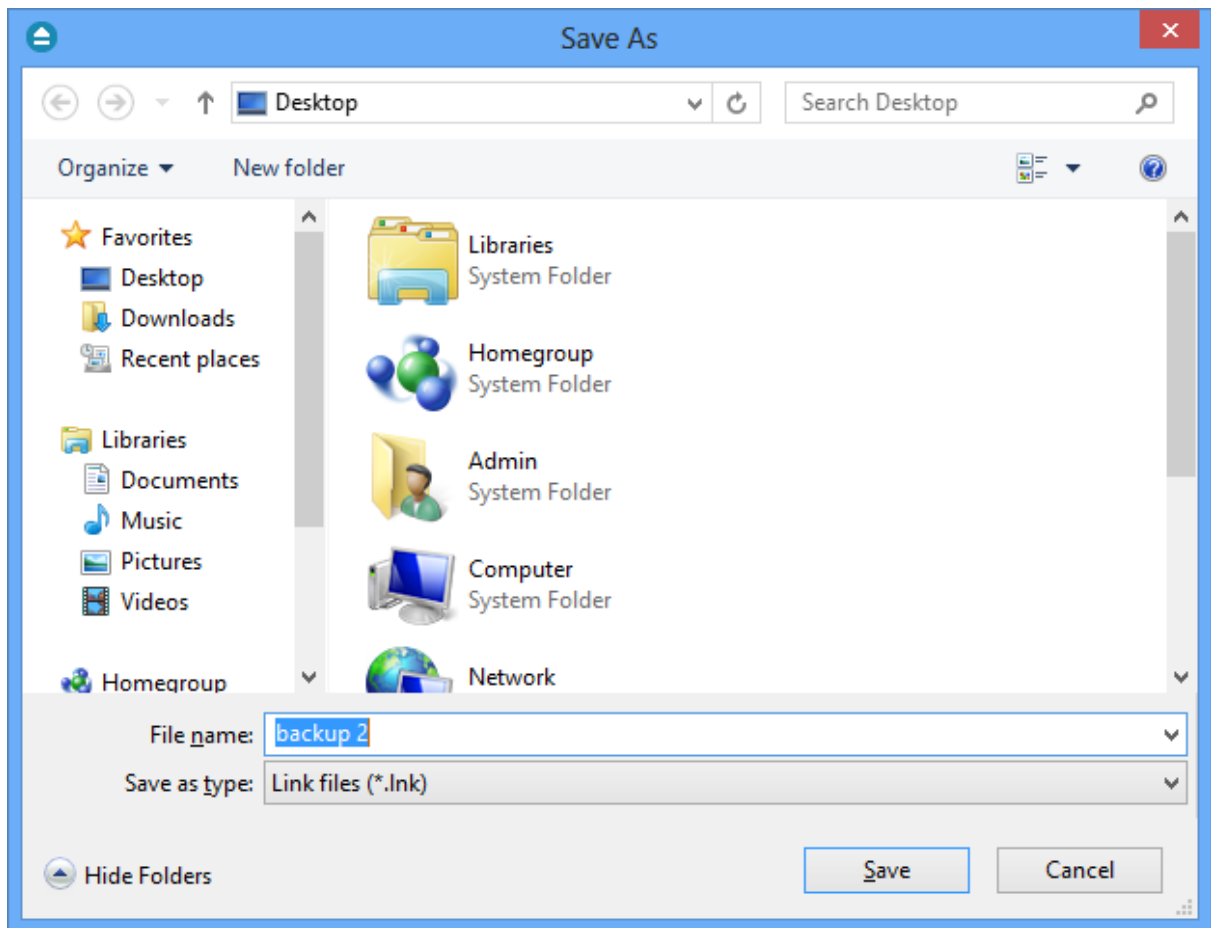 Save As
Desktop
Search Desktop
Organize
New folder
Favorites
Desktop
Downloads
Recent places
Libraries
Documents
Music
Pictures
Videos
Homegroup
Libraries
System Folder
Homegroup
System Folder
Admin
System Folder
Computer
System Folder
Network
File name: backup 2
Save as type: Link files (*.lnk)
Hide Folders
Save
Cancel